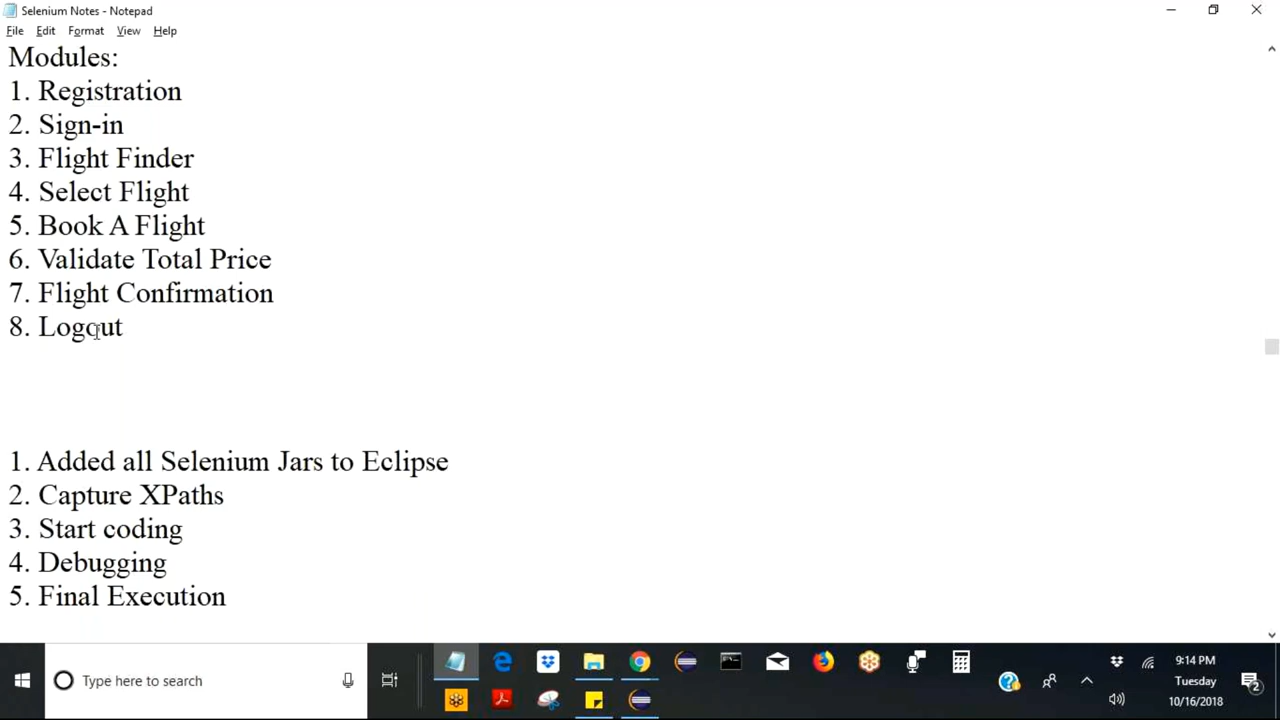 Selenium Notes - Notepad
File Edit Format View Help
Modules:
1. Registration
2. Sign-in
3. Flight Finder
4. Select Flight
5. Book A Flight
6. Validate Total Price
7. Flight Confirmation
8. Logout
1. Added all Selenium Jars to Eclipse
2. Capture XPaths
3. Start coding
4. Debugging
5. Final Execution
Type here to search
9:14 PM
Tuesday
10/16/2018
2